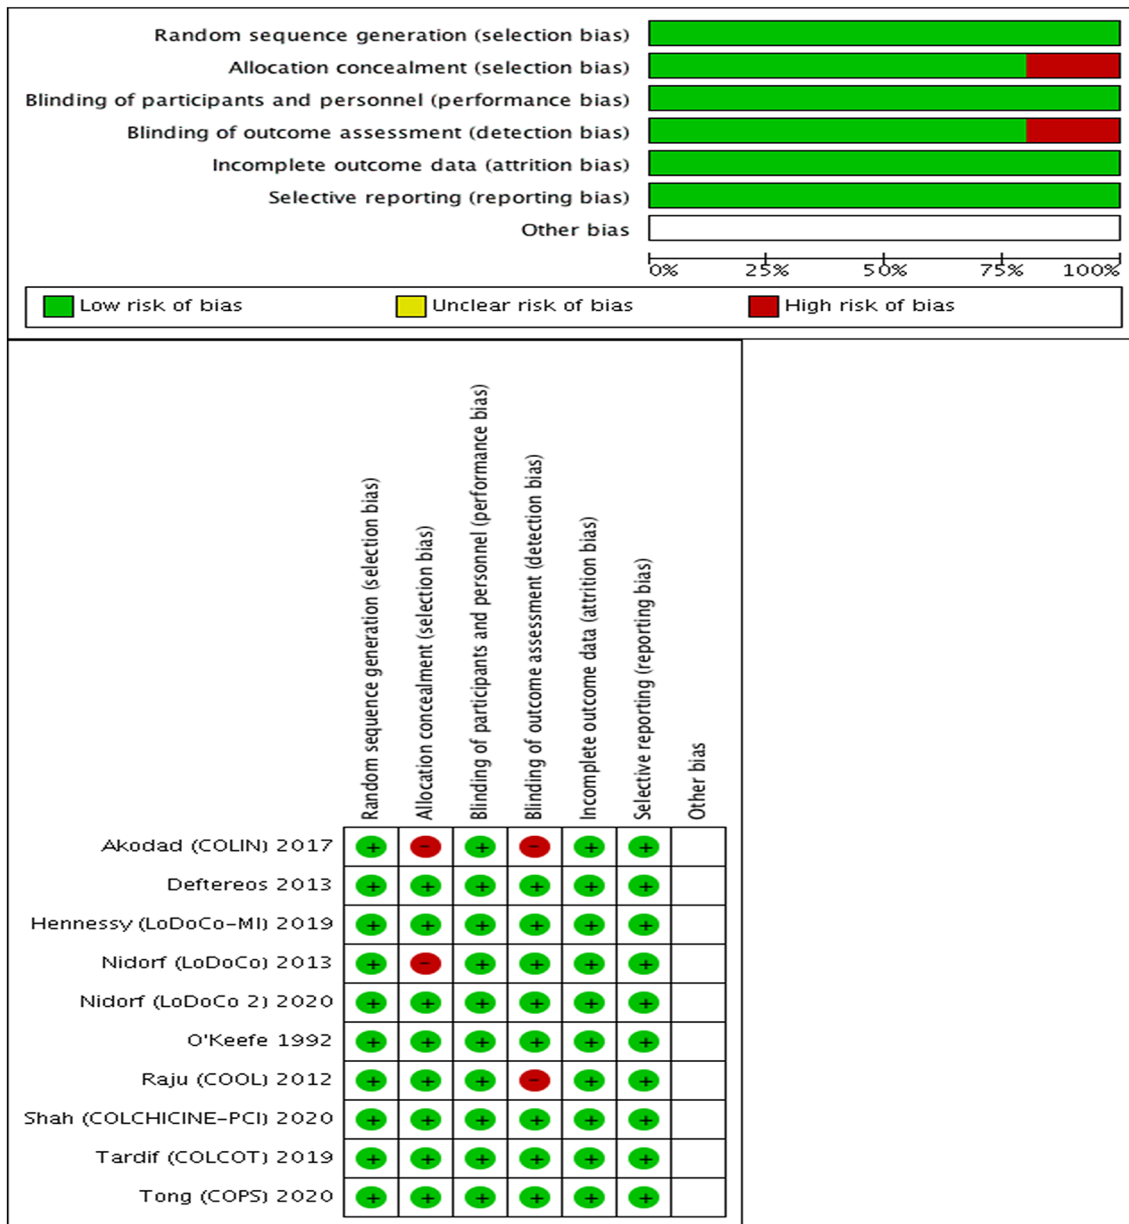 Random sequence generation (selection bias)
Allocation concealment (selection bias)
Blinding of participants and personnel (performance bias)
Blinding of outcome assessment (detection bias)
Incomplete outcome data (attrition bias)
Selective reporting (reporting bias)
Other bias
0% 25% 50% 75% 100%
Low risk of bias Unclear risk of bias High risk of bias
Random sequence generation (selection bias)
Allocation concealment (selection bias)
Blinding of participants and personnel (performance bias)
Blinding of outcome assessment (detection bias)
Incomplete outcome data (attrition bias)
Selective reporting (reporting bias)
Other bias
Akodad (COLIN) 2017 + - + - + +
Deftereos 2013 + + + + + +
Hennessy (LoDoCo-MI) 2019 + + + + + +
Nidorf (LoDoCo) 2013 + - + + + +
Nidorf (LoDoCo 2) 2020 + + + + + +
O'Keefe 1992 + + + + + +
Raju (COOL) 2012 + + + - + +
Shah (COLCHICINE-PCI) 2020 + + + + + +
Tardif (COLCOT) 2019 + + + + + +
Tong (COPS) 2020 + + + + + +